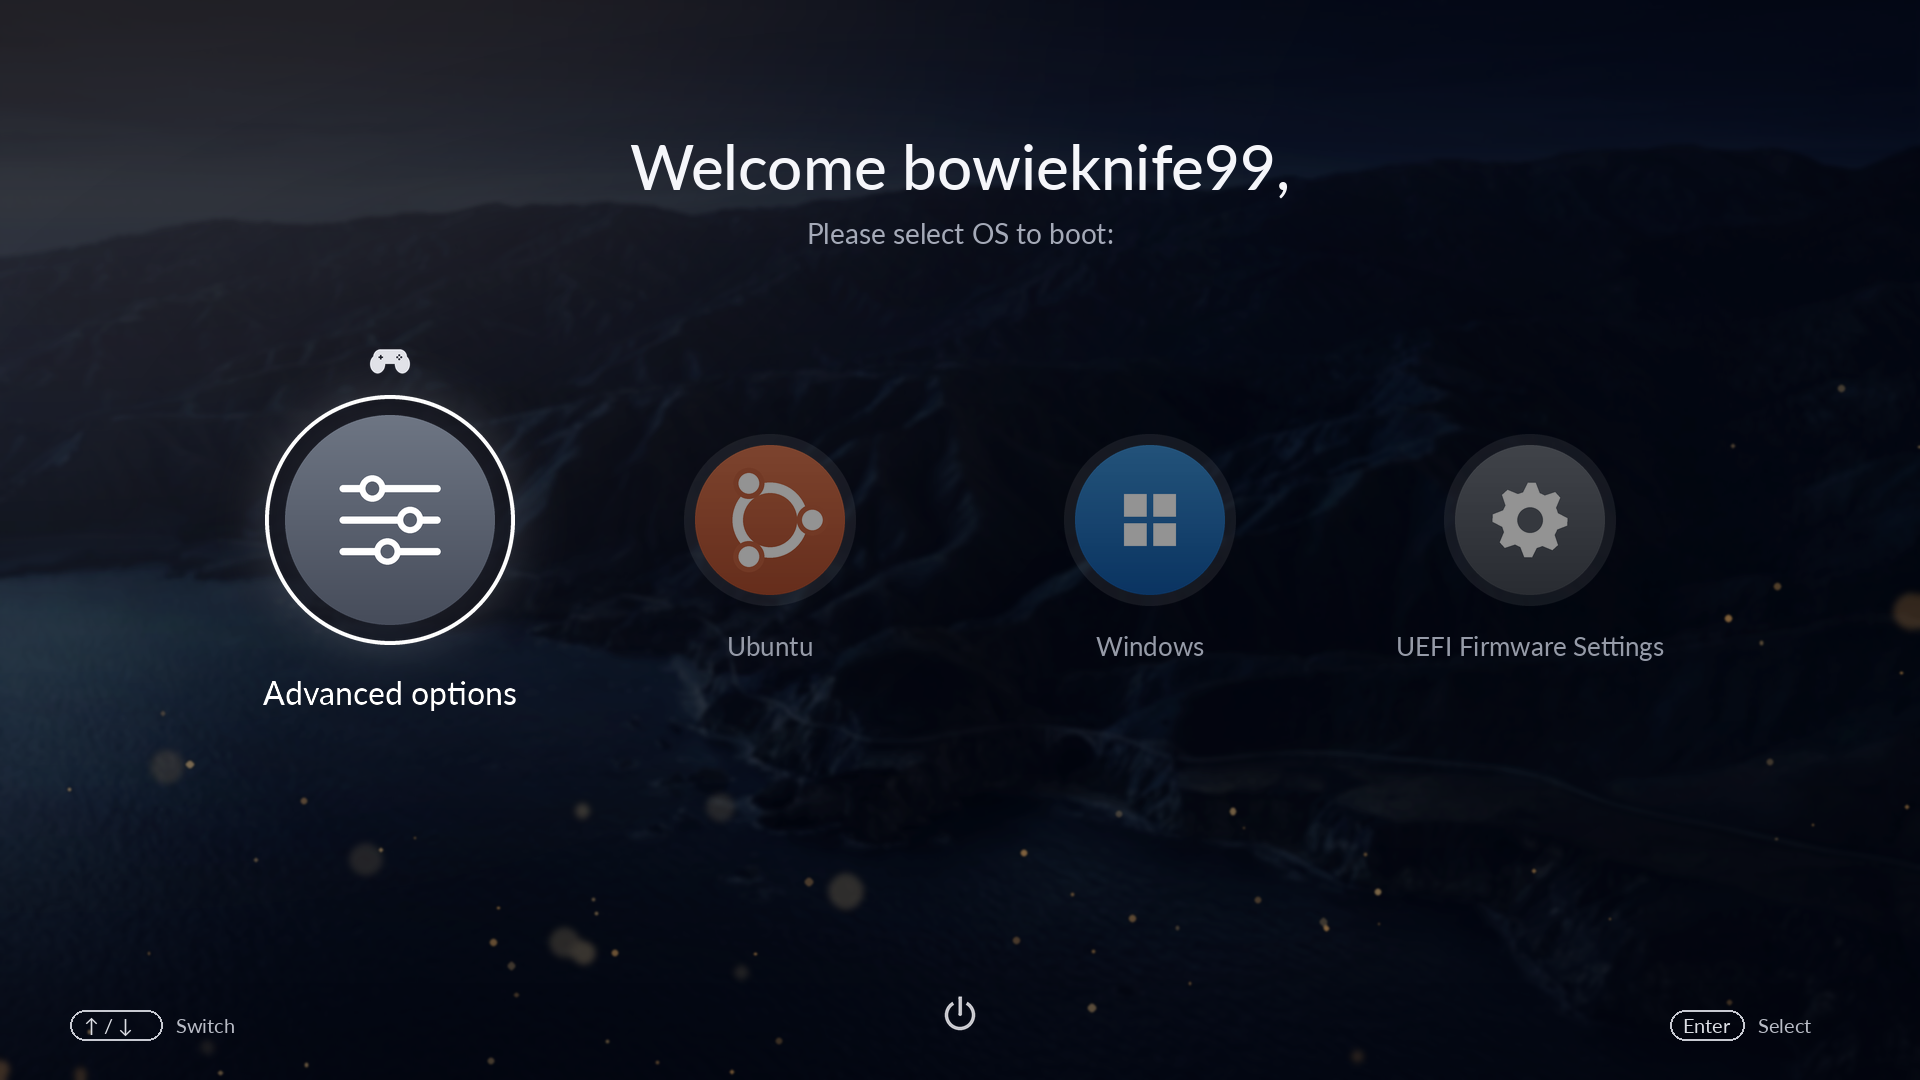 Welcome bowieknife99,
Please select OS to boot:
Advanced options
Ubuntu
Windows
UEFI Firmware Settings
↑ / ↓ Switch
Enter Select